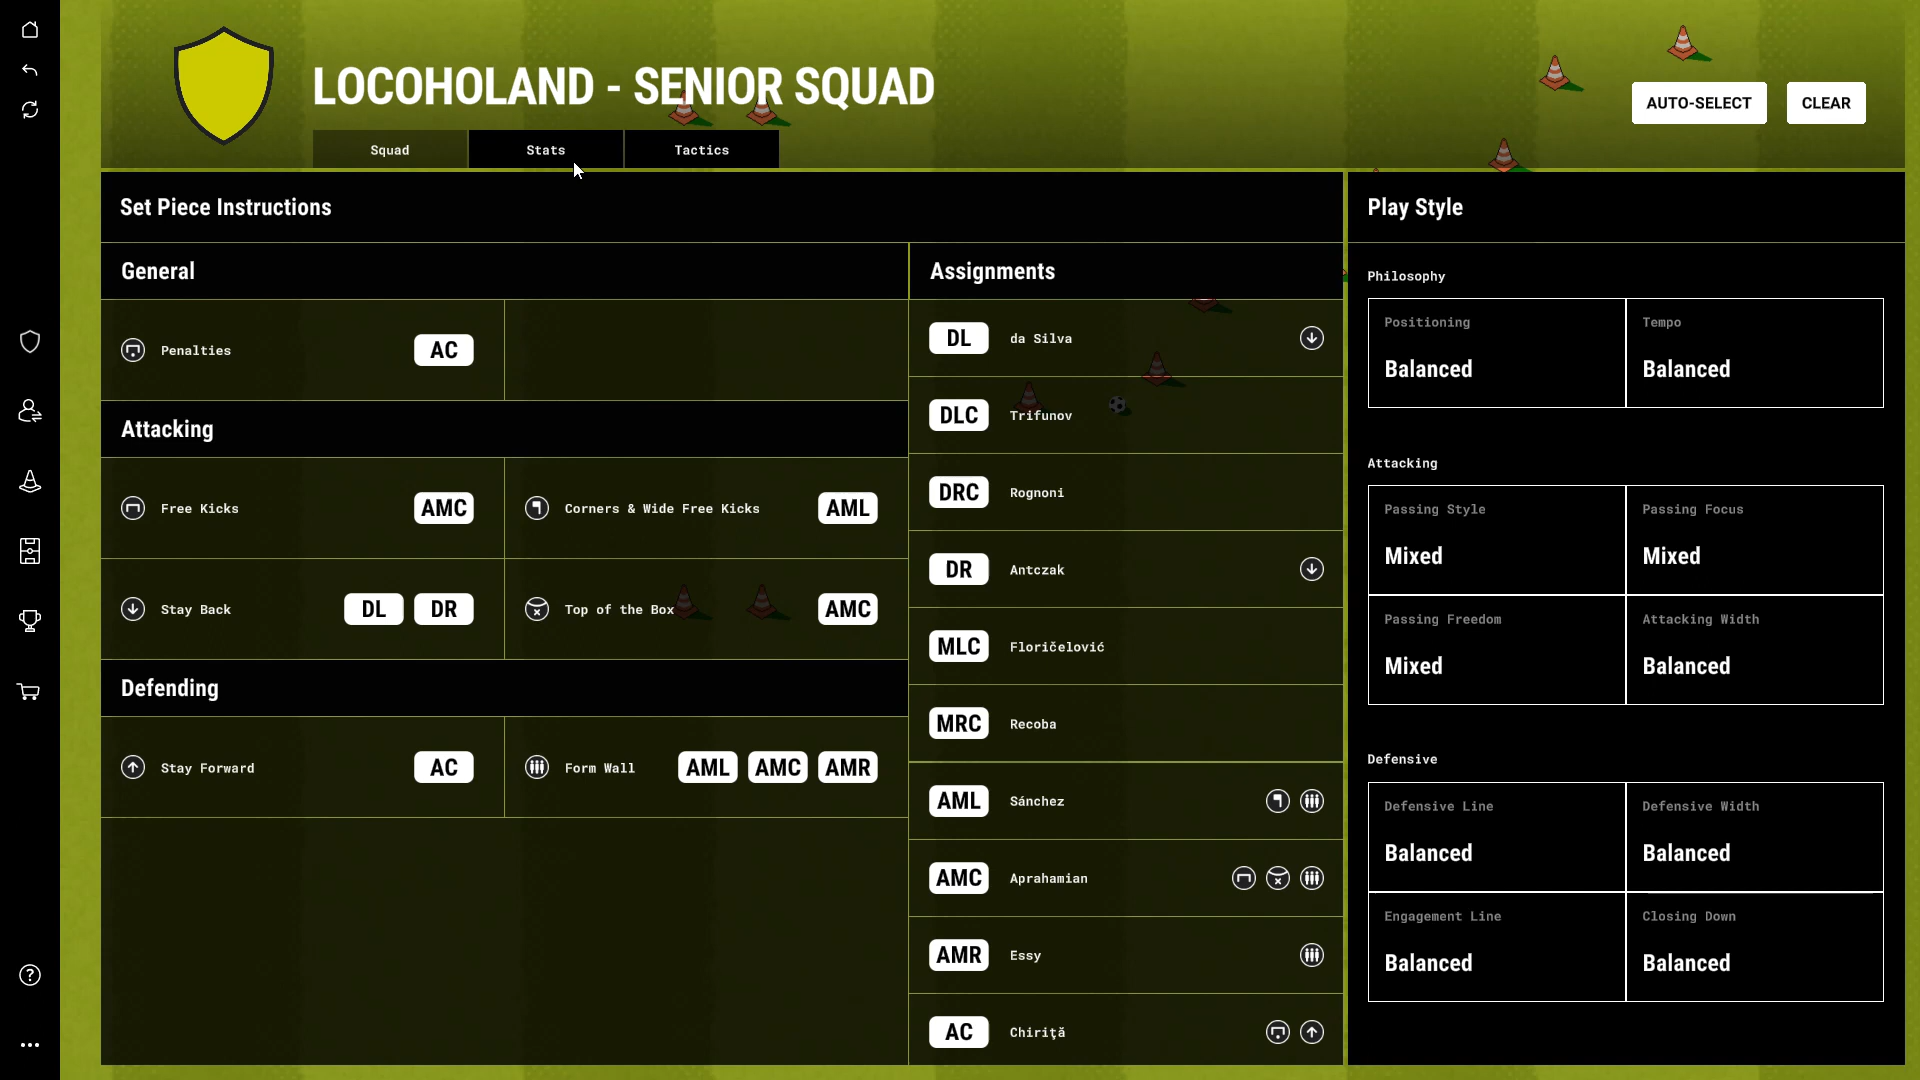 LOCOHOLAND - SENIOR SQUAD
AUTO-SELECT
CLEAR
Squad
Stats
Tactics
Set Piece Instructions
General
Penalties AC
Attacking
Free Kicks AMC
Corners & Wide Free Kicks AML
Stay Back DL DR
Top of the Box AMC
Defending
Stay Forward AC
Form Wall AML AMC AMR
Assignments
DL da Silva
DLC Trifunov
DRC Rognoni
DR Antczak
MLC Floričelović
MRC Recoba
AML Sánchez
AMC Aprahamian
AMR Essy
AC Chiriţă
Play Style
Philosophy
Positioning
Balanced
Tempo
Balanced
Attacking
Passing Style
Mixed
Passing Focus
Mixed
Passing Freedom
Mixed
Attacking Width
Balanced
Defensive
Defensive Line
Balanced
Defensive Width
Balanced
Engagement Line
Balanced
Closing Down
Balanced